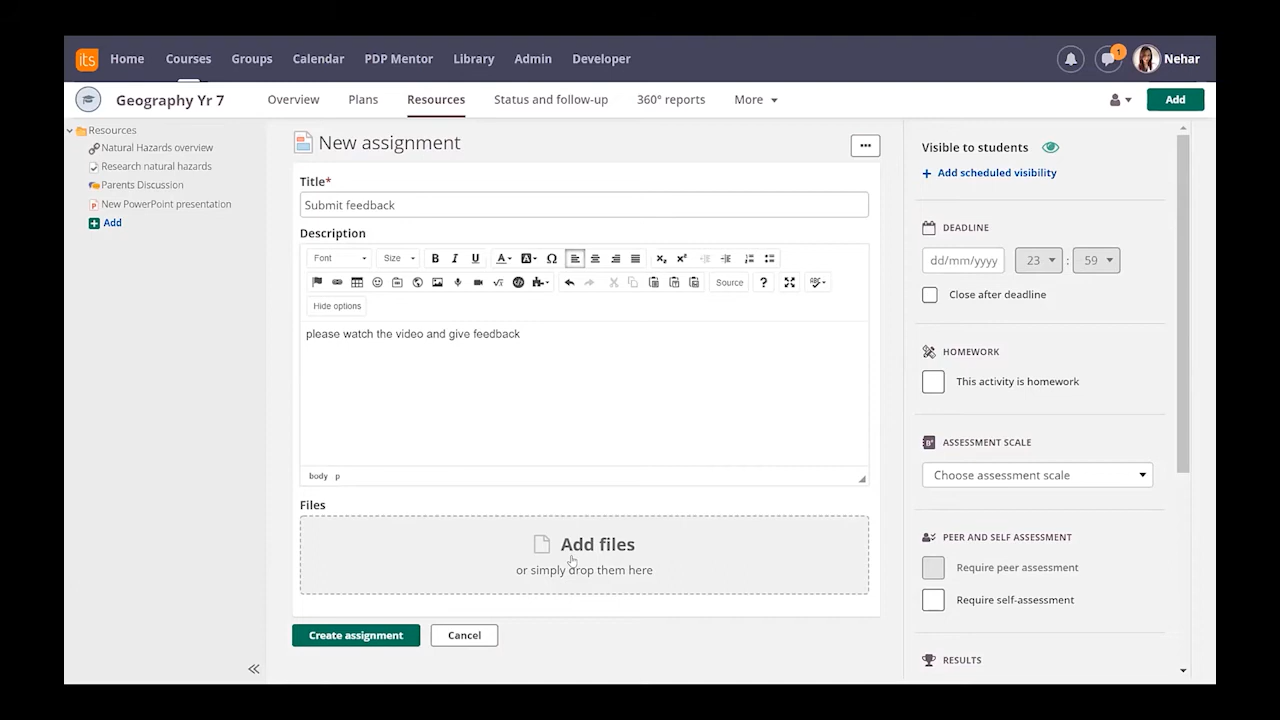 its Home Courses Groups Calendar PDP Mentor Library Admin Developer 1 Nehar
Geography Yr 7 Overview Plans Resources Status and follow-up 360° reports More Add
Resources
Natural Hazards overview
Research natural hazards
Parents Discussion
New PowerPoint presentation
Add
New assignment
...
Title*
Submit feedback
Description
Font Size B I U A A Ω x₂ x²
√x Source ? ABC
Hide options
please watch the video and give feedback
body p
Files
Add files
or simply drop them here
Create assignment Cancel
Visible to students
+ Add scheduled visibility
DEADLINE
dd/mm/yyyy 23 : 59
Close after deadline
HOMEWORK
This activity is homework
ASSESSMENT SCALE
Choose assessment scale
PEER AND SELF ASSESSMENT
Require peer assessment
Require self-assessment
RESULTS